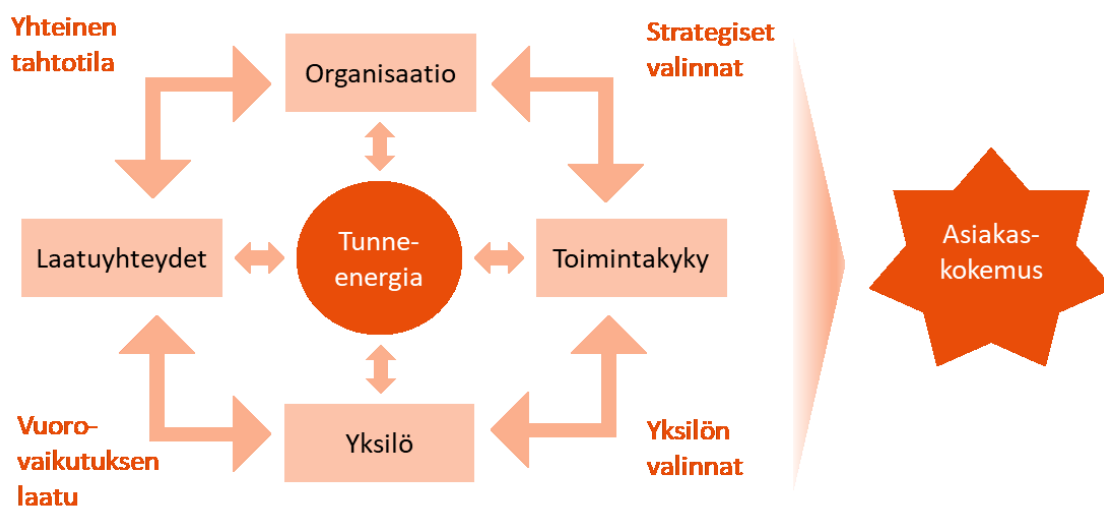 Yhteinen
tahtotila
Organisaatio
Strategiset
valinnat
Laatuyhteydet
Tunne-
energia
Toimintakyky
Asiakas-
kokemus
Vuoro-
vaikutuksen
laatu
Yksilö
Yksilön
valinnat